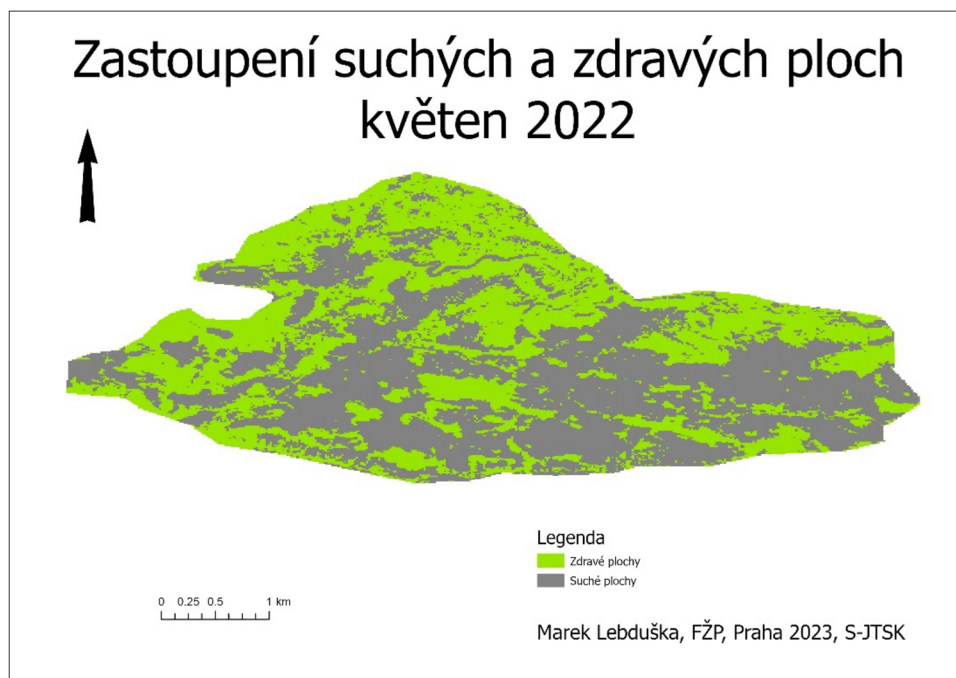 Zastoupení suchých a zdravých ploch
květen 2022
Legenda
Zdravé plochy
Suché plochy
0 0.25 0.5 1 km
Marek Lebduška, FŽP, Praha 2023, S-JTSK